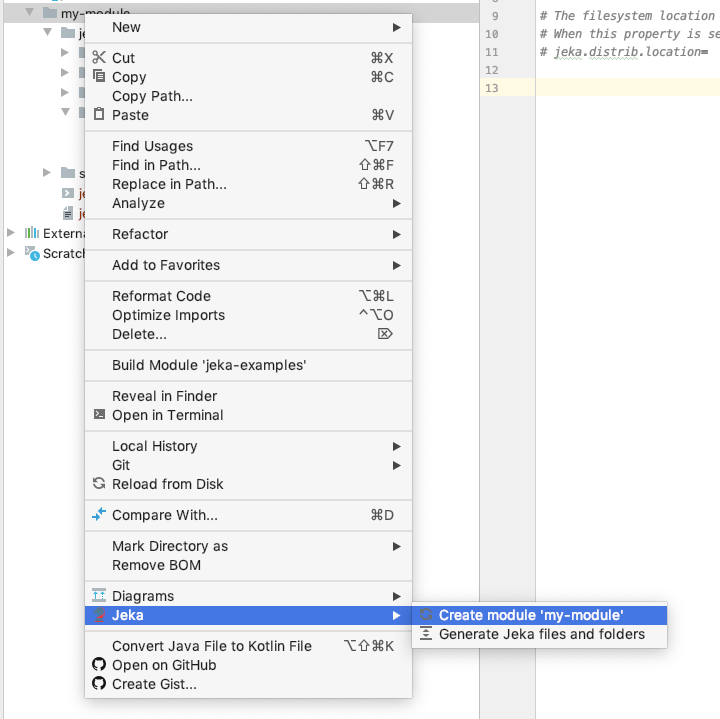 my-module
New
Cut ⌘X
Copy ⌘C
Copy Path...
Paste ⌘V
Find Usages ⌥F7
Find in Path... ⇧⌘F
Replace in Path... ⇧⌘R
Analyze
Refactor
Add to Favorites
Reformat Code ⌥⌘L
Optimize Imports ^⌥O
Delete... ⌦
Build Module 'jeka-examples'
Reveal in Finder
Open in Terminal
Local History
Git
Reload from Disk
Compare With... ⌘D
Mark Directory as
Remove BOM
Diagrams
Jeka
Convert Java File to Kotlin File ⌥⇧⌘K
Open on GitHub
Create Gist...
Create module 'my-module'
Generate Jeka files and folders
9 # The filesystem location
10 # When this property is se
11 # jeka.distrib.location=
12
13
je
s
je
je
Externa
Scratch